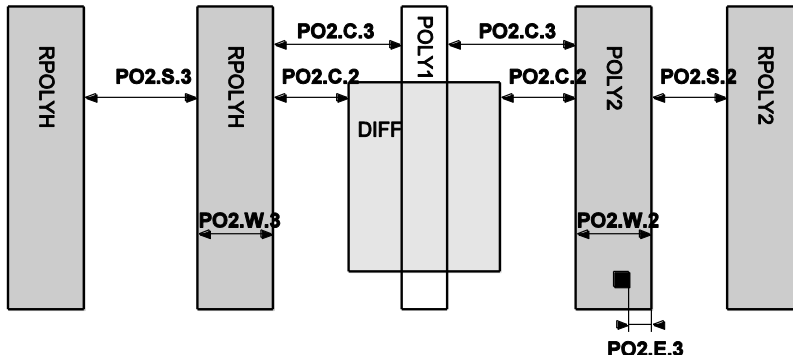 RPOLYH
RPOLYH
POLY1
POLY2
RPOLY2
PO2.C.3
PO2.C.3
PO2.S.3
PO2.C.2
PO2.C.2
PO2.S.2
DIFF
PO2.W.3
PO2.W.2
PO2.E.3